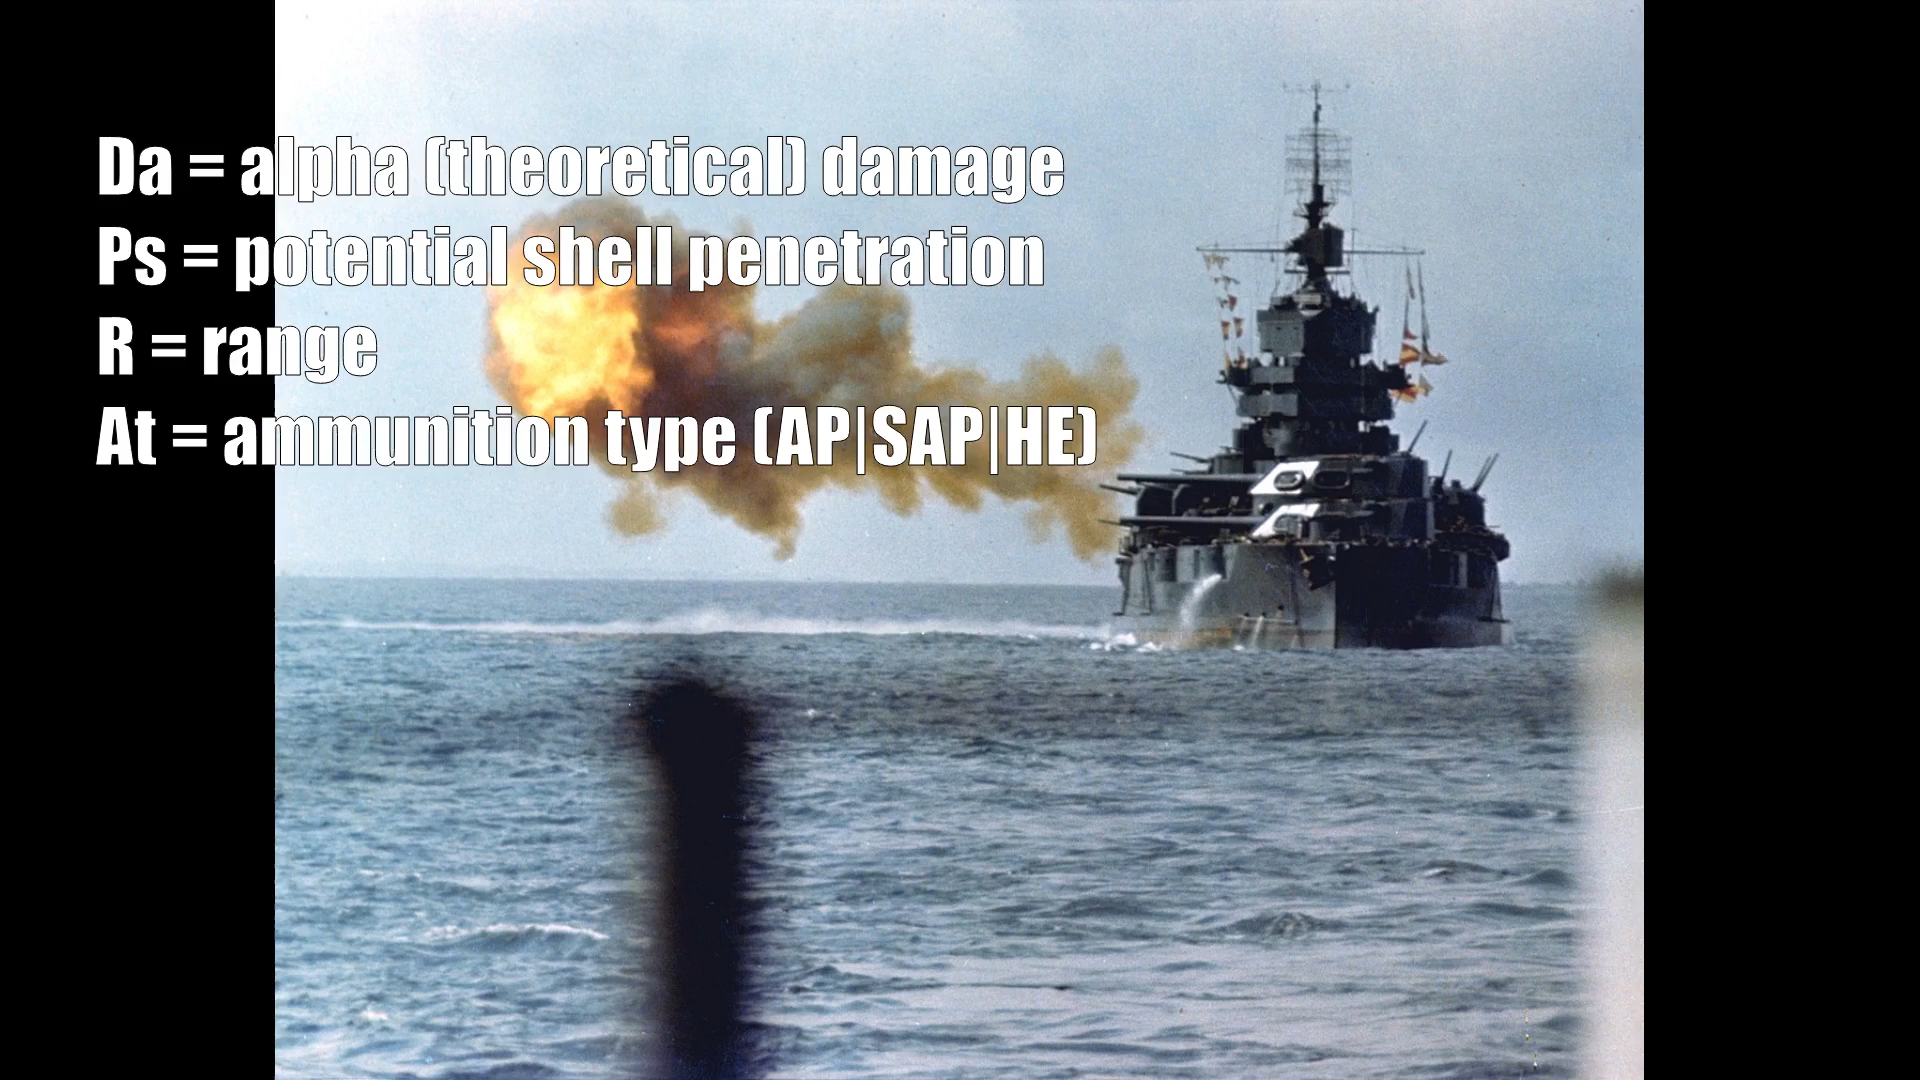 Da = alpha (theoretical) damage
Ps = potential shell penetration
R = range
At = ammunition type (AP|SAP|HE)